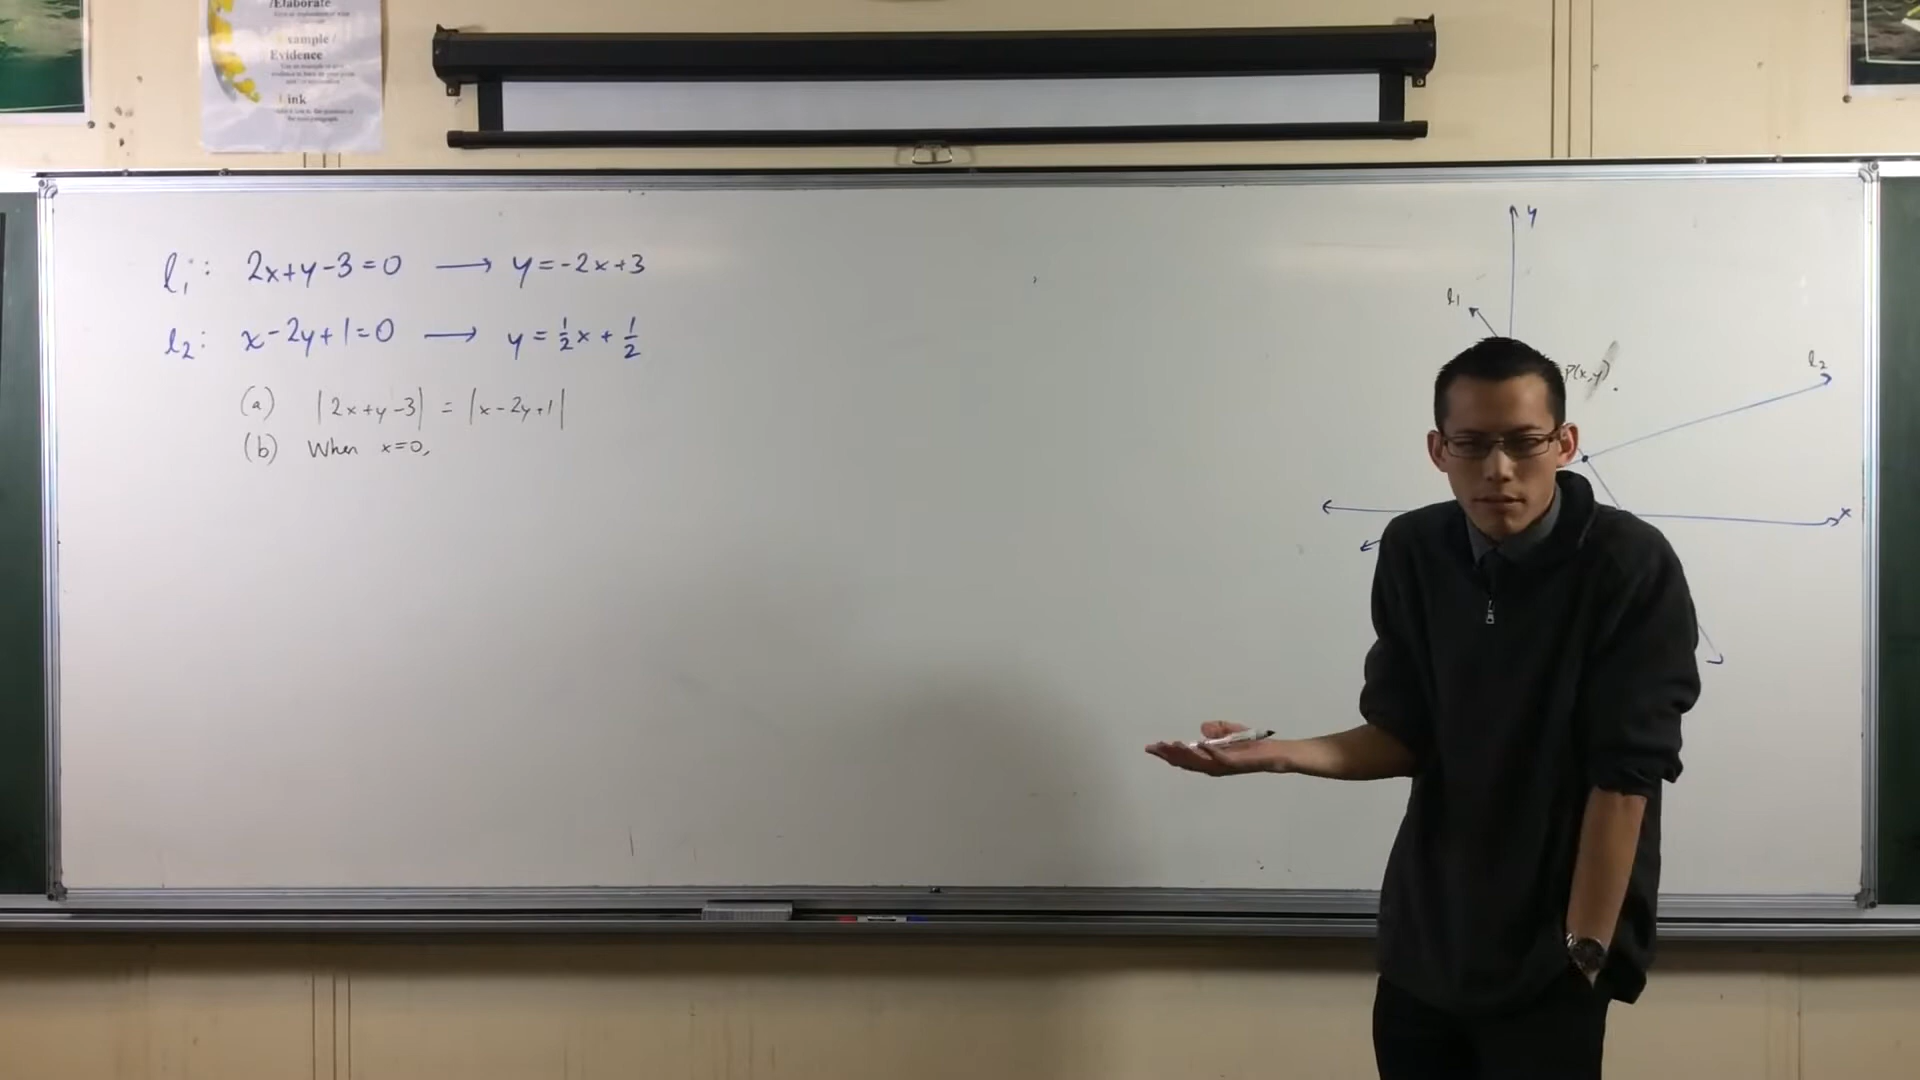 /Elaborate
Example /
Evidence
Link
l₁: 2x+y-3=0 → y=-2x+3
l₂: x-2y+1=0 → y=½x+½
(a) |2x+y-3| = |x-2y+1|
(b) When x=0,
y
l₁
P(x,y)
l₂
x